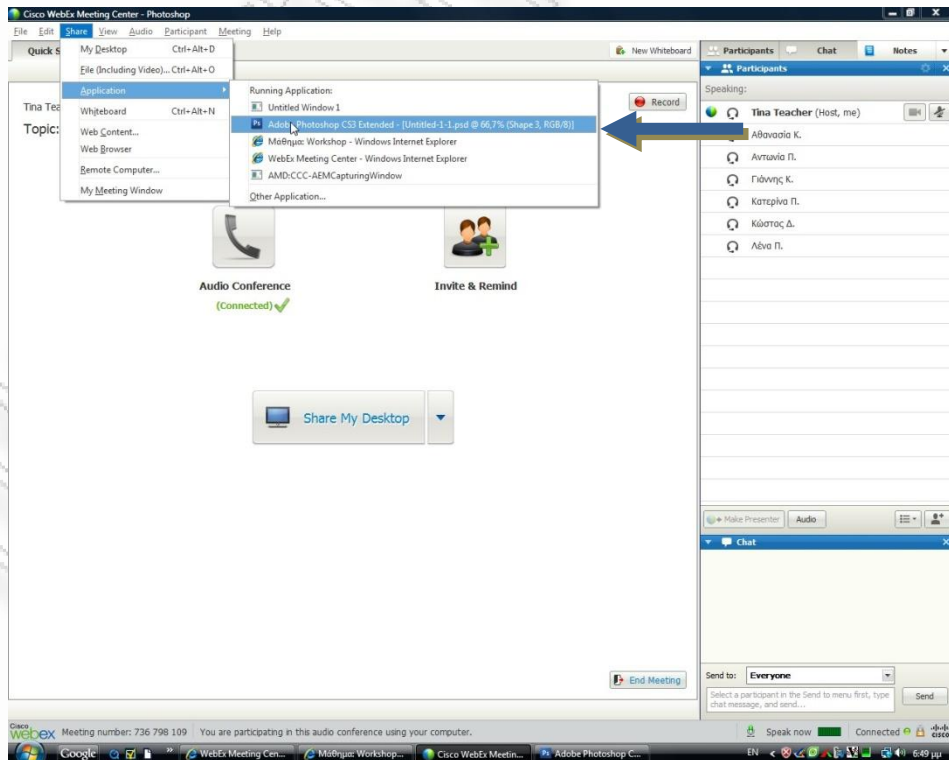 Cisco WebEx Meeting Center - Photoshop
File Edit Share View Audio Participant Meeting Help
Quick S
New Whiteboard
Participants Chat Notes
My Desktop Ctrl+Alt+D
File (Including Video)... Ctrl+Alt+O
Application
Whiteboard Ctrl+Alt+N
Web Content...
Web Browser
Remote Computer...
My Meeting Window
Running Application:
Untitled Window 1
Adobe Photoshop CS3 Extended - [Untitled-1-1.psd @ 66,7% (Shape 3, RGB/8)]
Μάθημα: Workshop - Windows Internet Explorer
WebEx Meeting Center - Windows Internet Explorer
AMD:CCC-AEMCapturingWindow
Other Application...
Tina Tea
Topic:
Record
Audio Conference
(Connected)
Invite & Remind
Share My Desktop
End Meeting
Participants
Speaking:
Tina Teacher (Host, me)
Αθανασία Κ.
Αντωνία Π.
Γιάννης Κ.
Κατερίνα Π.
Κώστας Δ.
Λένα Π.
Make Presenter Audio
Chat
Send to: Everyone
Select a participant in the Send to menu first, type
chat message, and send...
Send
Cisco
webex Meeting number: 736 798 109 You are participating in this audio conference using your computer.
Speak now Connected
cisco
Google WebEx Meeting Cen... Μάθημα: Workshop... Cisco WebEx Meetin... Adobe Photoshop C... EN 6:49 μμ